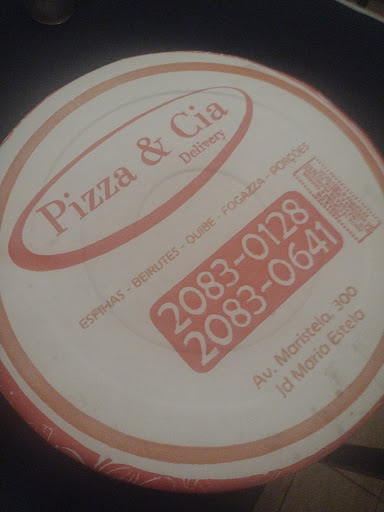 Pizza & Cia
Delivery
ESFIHAS - BEIRUTES - QUIBE - FOGAZZA - PORÇÕES
2083-0128
2083-0641
Av. Maristela, 300
Jd Maria Estela